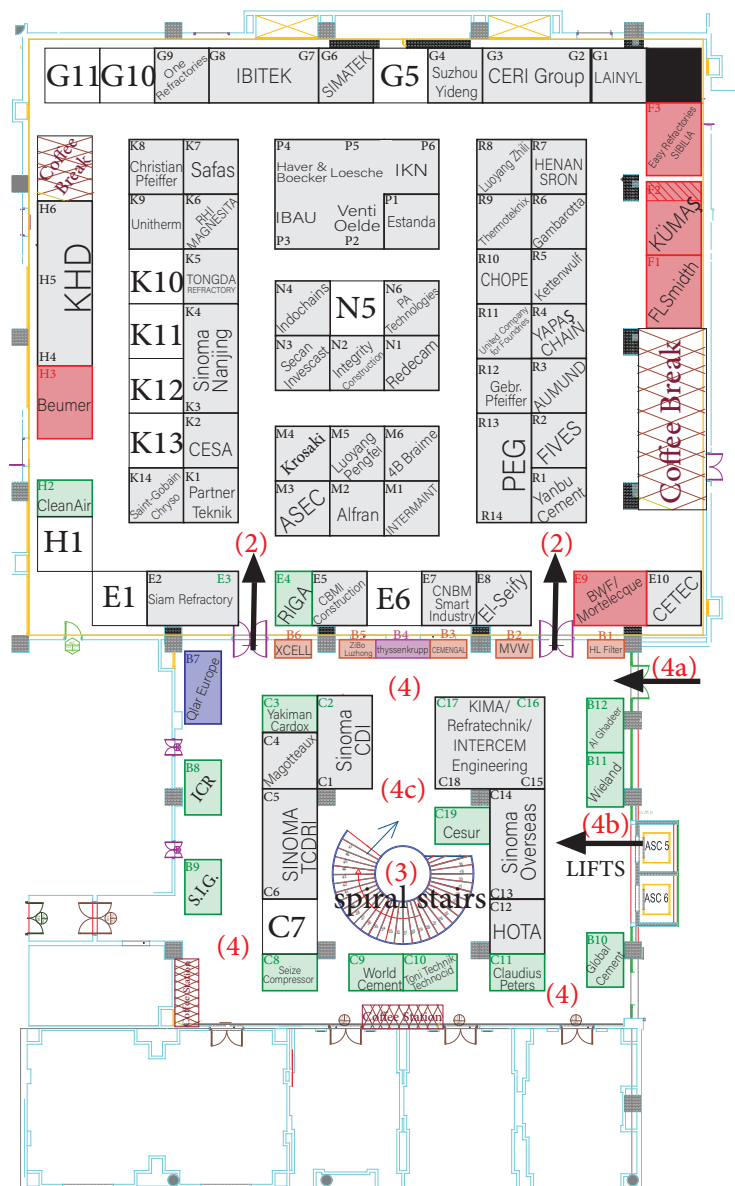 G11
G10
G9
One
Refractories
G8
G7
IBITEK
G6
SIMATEK
G5
G4
Suzhou
Yideng
G3
G2
CERI Group
G1
LAINYL
F3
Easy Refractories
SIBILIA
F2
KÜMAŞ
F1
FLSmidth
Coffee
Break
Coffee Break
H6
H5
KHD
H4
H3
Beumer
H2
CleanAir
H1
K8
Christian
Pfeiffer
K7
Safas
K9
Unitherm
K6
RHI
MAGNESITA
K10
K5
TONGDA
REFRACTORY
K11
K4
Sinoma
Nanjing
K3
K12
K13
K2
CESA
K14
Saint-Gobain
Chryso
K1
Partner
Teknik
P4
P5
P6
Haver &
Boecker
Loesche
IKN
IBAU
P3
Venti
Oelde
P2
P1
Estanda
N4
Indochains
N5
N6
PA
Technologies
N3
Secan
Invescast
N2
Integrity
Construction
N1
Redecam
M4
Krosaki
M5
Luoyang
Pengfei
M6
4B Braime
M3
ASEC
M2
Alfran
M1
INTERMAINT
R8
Luoyang Zhili
R7
HENAN
SRON
R9
Thermoteknix
R6
Gambarotta
R10
CHOPE
R5
Kettenwulf
R11
United Company
for Foundries
R4
YAPAŞ
CHAIN
R12
Gebr.
Pfeiffer
R3
AUMUND
R13
PEG
R14
R2
FIVES
R1
Yanbu
Cement
(2)
(2)
E1
E2
E3
Siam Refractory
E4
RIGA
E5
CBMI
Construction
E6
E7
CNBM
Smart
Industry
E8
El-Seify
E9
BWF/
Mortelecque
E10
CETEC
B6
XCELL
B5
ZiBo
Luzhong
B4
thyssenkrupp
B3
CEMENGAL
B2
MVW
B1
HL Filter
B7
Qlar Europe
(4)
(4a)
C3
Yakiman
Cardox
C2
Sinoma
CDI
C1
C4
Magotteaux
C17
C16
KIMA/
Refratechnik/
INTERCEM
Engineering
C18
C15
B12
Al Ghadeer
B11
Wieland
B8
ICR
C5
SINOMA
TCDRI
C6
(4c)
C19
Cesur
C14
Sinoma
Overseas
C13
(4b)
LIFTS
ASC 5
ASC 6
(3)
spiral stairs
B9
S.I.G.
C7
C12
HOTA
(4)
B10
Global
Cement
C8
Seize
Compressor
C9
World
Cement
C10
Toni Technik
Technocid
C11
Claudius
Peters
(4)
Coffee Station
Coffee Station